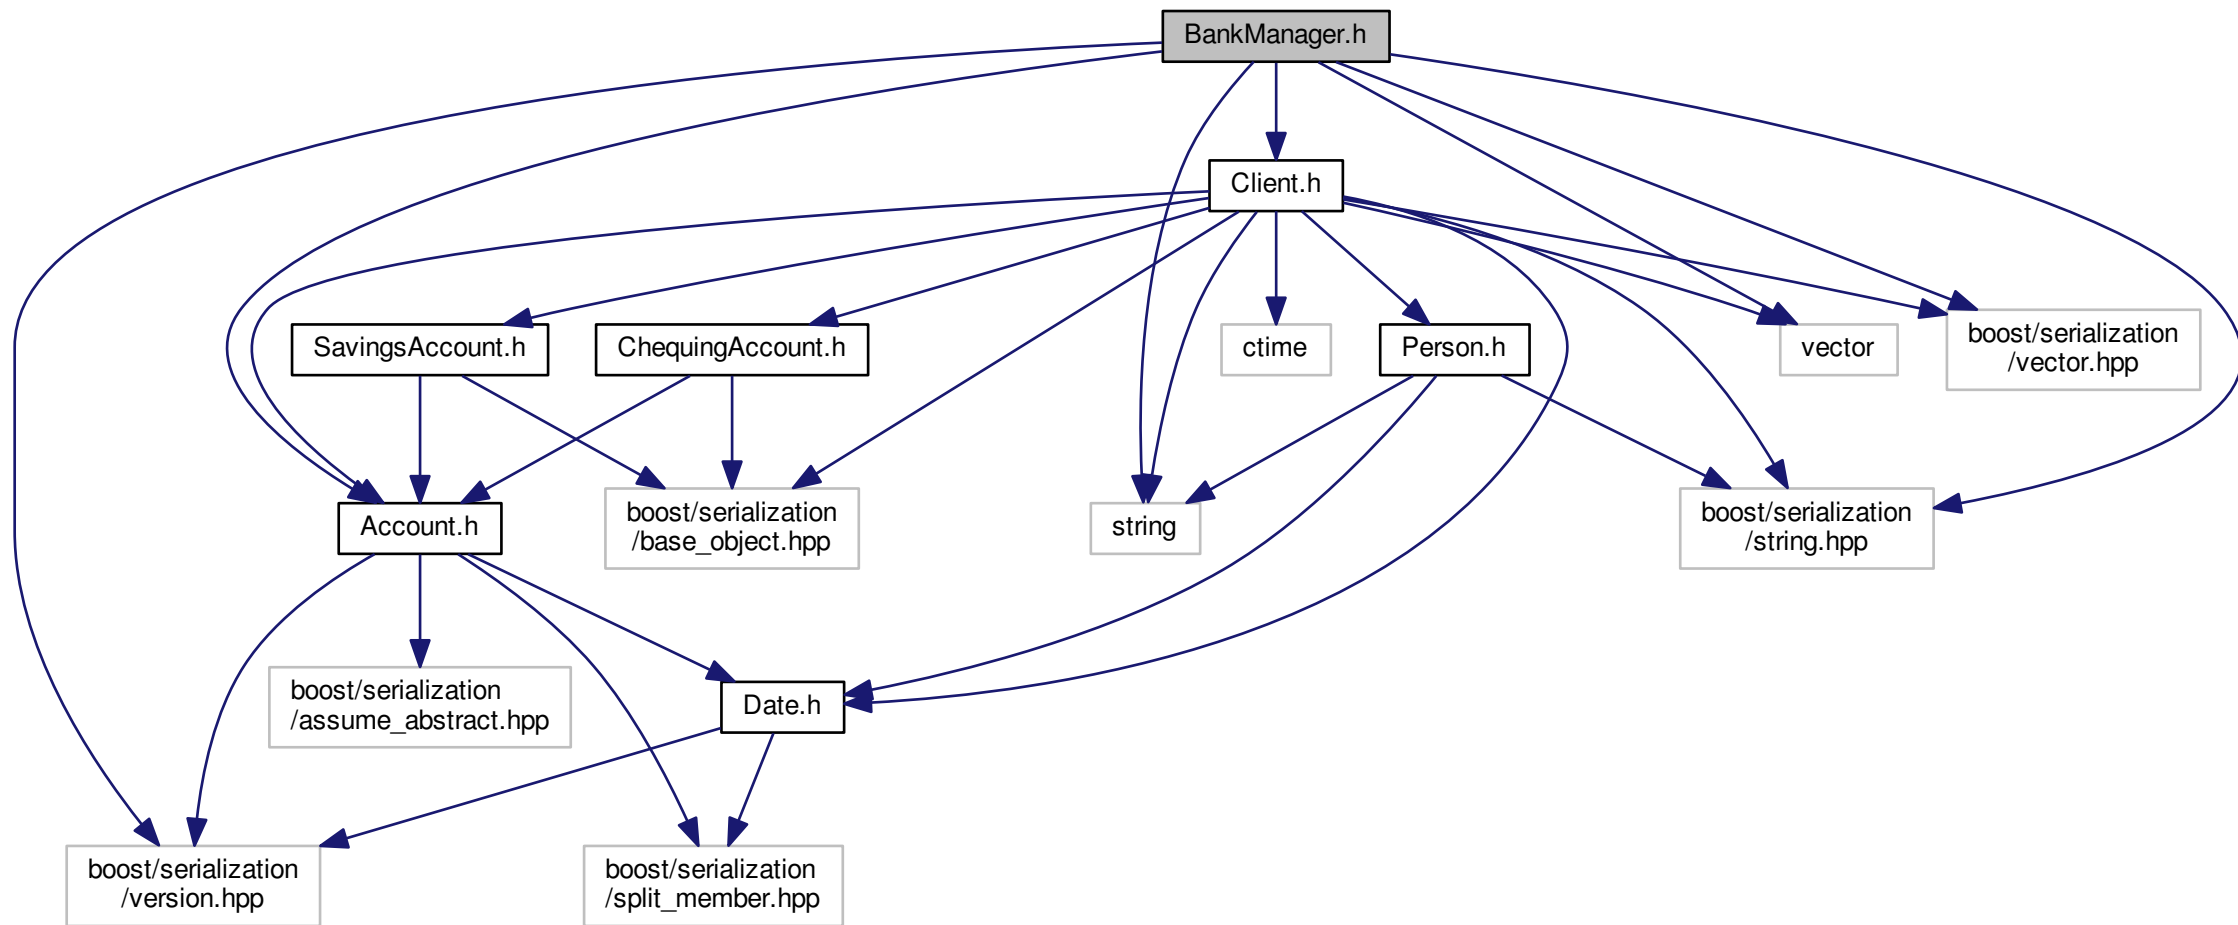 BankManager.h
Client.h
SavingsAccount.h
ChequingAccount.h
ctime
Person.h
vector
boost/serialization
/vector.hpp
Account.h
boost/serialization
/base_object.hpp
string
boost/serialization
/string.hpp
boost/serialization
/assume_abstract.hpp
Date.h
boost/serialization
/version.hpp
boost/serialization
/split_member.hpp